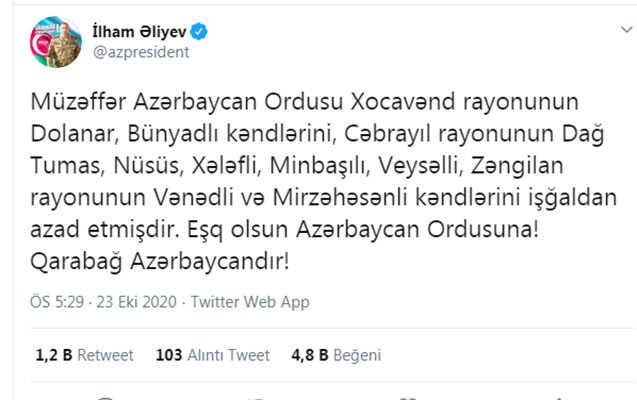 İlham Əliyev
@azpresident
Müzəffər Azərbaycan Ordusu Xocavənd rayonunun
Dolanar, Bünyadlı kəndlərini, Cəbrayıl rayonunun Dağ
Tumas, Nüsüs, Xələfli, Minbaşılı, Veysəlli, Zəngilan
rayonunun Vənədli və Mirzəhəsənli kəndlərini işğaldan
azad etmişdir. Eşq olsun Azərbaycan Ordusuna!
Qarabağ Azərbaycandır!
ÖS 5:29 · 23 Eki 2020 · Twitter Web App
1,2 B Retweet 103 Alıntı Tweet 4,8 B Beğeni